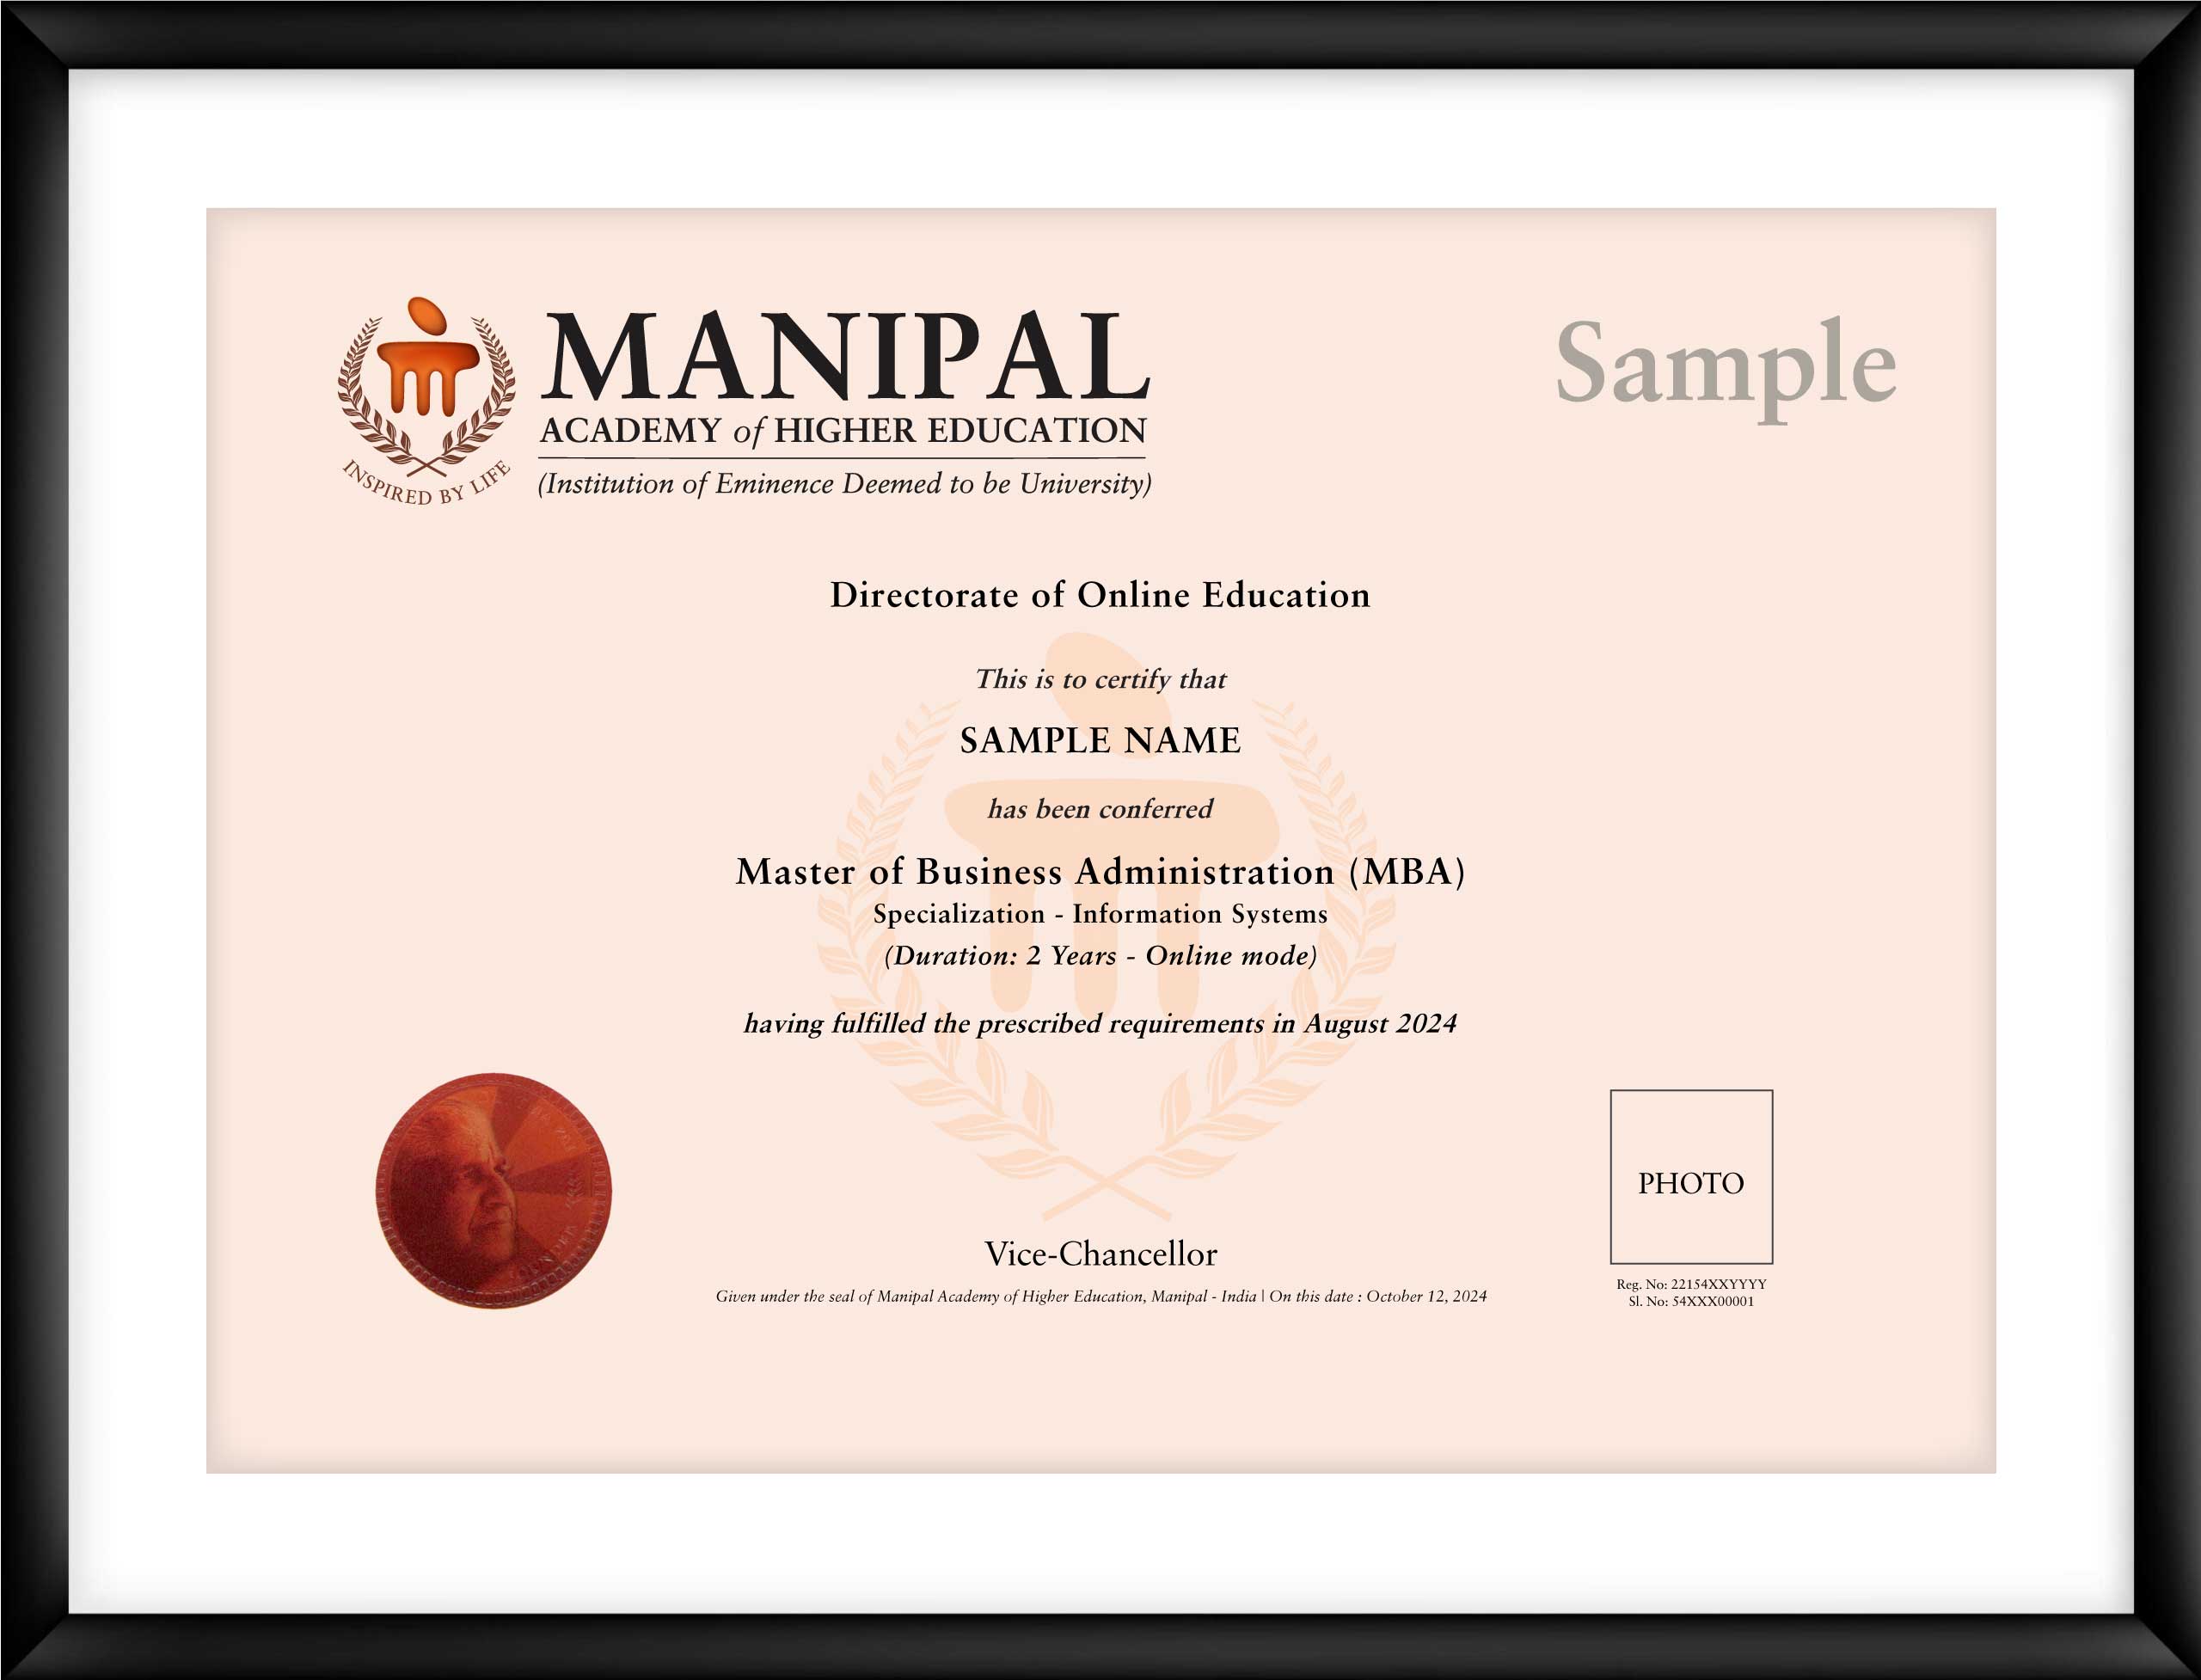 MANIPAL
ACADEMY of HIGHER EDUCATION
(Institution of Eminence Deemed to be University)
INSPIRED BY LIFE
Sample
Directorate of Online Education
This is to certify that
SAMPLE NAME
has been conferred
Master of Business Administration (MBA)
Specialization - Information Systems
(Duration: 2 Years - Online mode)
having fulfilled the prescribed requirements in August 2024
FOUNDER
PHOTO
Vice-Chancellor
Given under the seal of Manipal Academy of Higher Education, Manipal - India | On this date : October 12, 2024
Reg. No: 22154XXYYYY
Sl. No: 54XXX00001